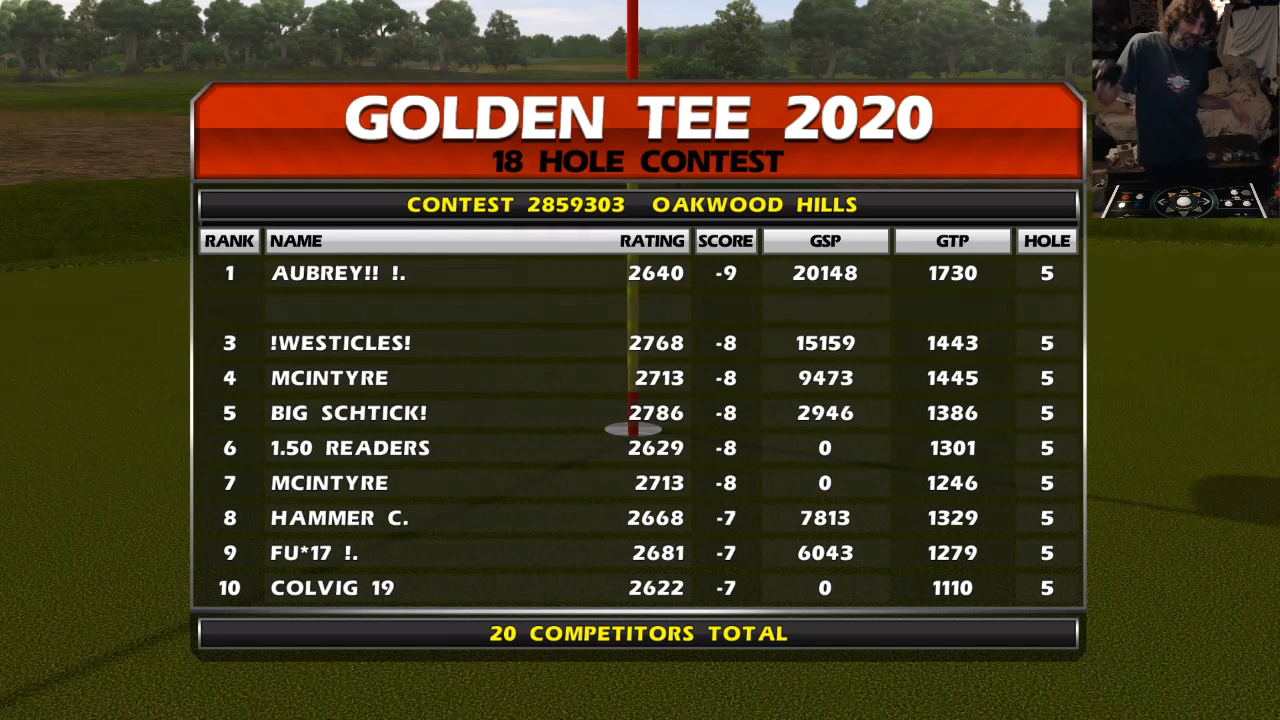 GOLDEN TEE 2020
18 HOLE CONTEST
CONTEST 2859303 OAKWOOD HILLS
RANK NAME RATING SCORE GSP GTP HOLE
1 AUBREY!! !. 2640 -9 20148 1730 5
3 !WESTICLES! 2768 -8 15159 1443 5
4 MCINTYRE 2713 -8 9473 1445 5
5 BIG SCHTICK! 2786 -8 2946 1386 5
6 1.50 READERS 2629 -8 0 1301 5
7 MCINTYRE 2713 -8 0 1246 5
8 HAMMER C. 2668 -7 7813 1329 5
9 FU*17 !. 2681 -7 6043 1279 5
10 COLVIG 19 2622 -7 0 1110 5
20 COMPETITORS TOTAL